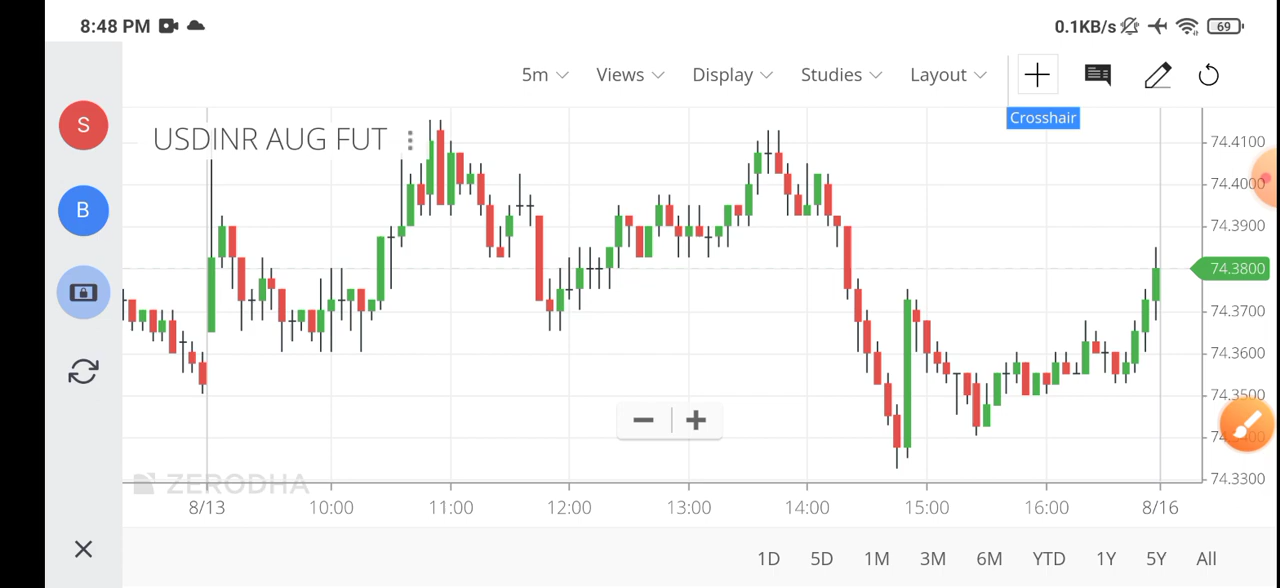 8:48 PM
0.1KB/s 69
5m Views Display Studies Layout
Crosshair
USDINR AUG FUT
S
B
74.4100
74.4000
74.3900
74.3800
74.3700
74.3600
74.3500
74.3400
74.3300
ZERODHA
8/13 10:00 11:00 12:00 13:00 14:00 15:00 16:00 8/16
1D 5D 1M 3M 6M YTD 1Y 5Y All